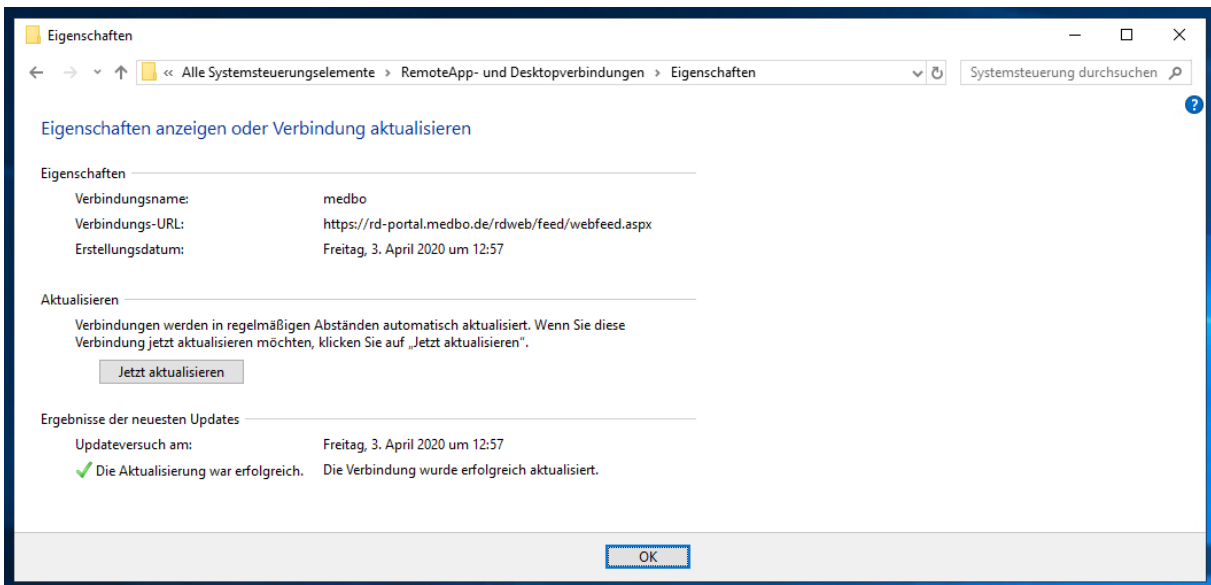 Eigenschaften
« Alle Systemsteuerungselemente › RemoteApp- und Desktopverbindungen › Eigenschaften
Systemsteuerung durchsuchen
?
Eigenschaften anzeigen oder Verbindung aktualisieren
Eigenschaften
Verbindungsname: medbo
Verbindungs-URL: https://rd-portal.medbo.de/rdweb/feed/webfeed.aspx
Erstellungsdatum: Freitag, 3. April 2020 um 12:57
Aktualisieren
Verbindungen werden in regelmäßigen Abständen automatisch aktualisiert. Wenn Sie diese
Verbindung jetzt aktualisieren möchten, klicken Sie auf „Jetzt aktualisieren“.
Jetzt aktualisieren
Ergebnisse der neuesten Updates
Updateversuch am: Freitag, 3. April 2020 um 12:57
Die Aktualisierung war erfolgreich. Die Verbindung wurde erfolgreich aktualisiert.
OK